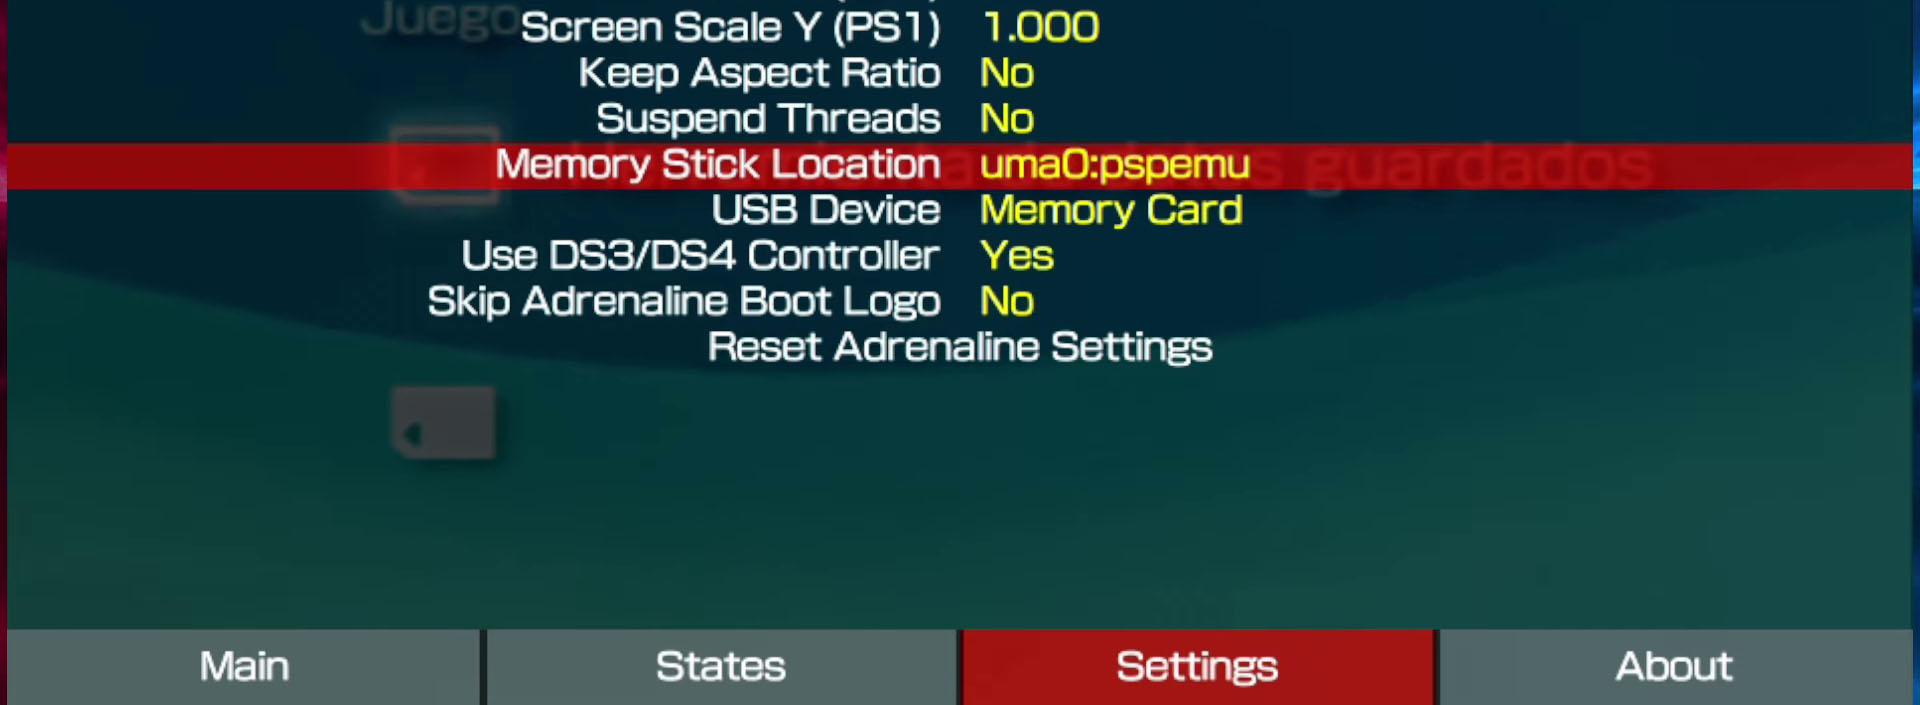 Juego
Screen Scale Y (PS1) 1.000
Keep Aspect Ratio No
Suspend Threads No
Memory Stick Location uma0:pspemu
guardados
USB Device Memory Card
Use DS3/DS4 Controller Yes
Skip Adrenaline Boot Logo No
Reset Adrenaline Settings
Main States Settings About